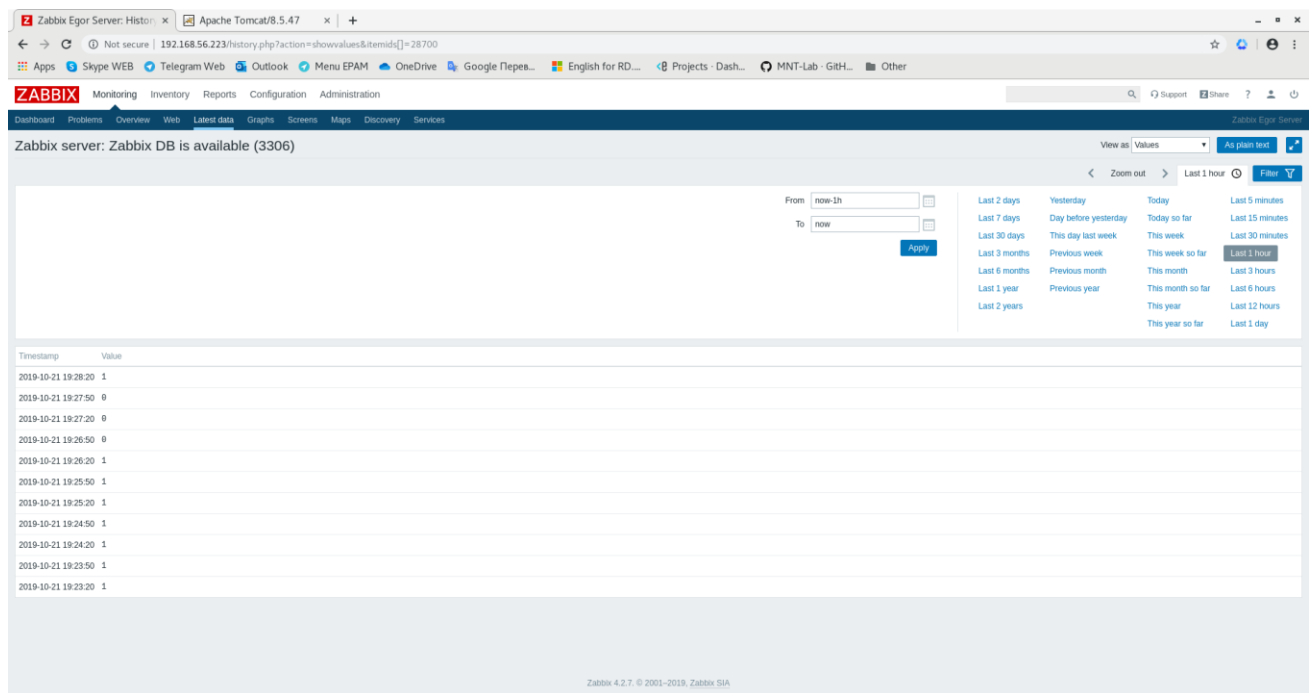 Zabbix Egor Server: Histor Apache Tomcat/8.5.47
Not secure 192.168.56.223/history.php?action=showvalues&itemids[]=28700
Apps Skype WEB Telegram Web Outlook Menu EPAM OneDrive Google Перев... English for RD.... Projects · Dash... MNT-Lab · GitH... Other
ZABBIX Monitoring Inventory Reports Configuration Administration Support Share ?
Dashboard Problems Overview Web Latest data Graphs Screens Maps Discovery Services Zabbix Egor Server
Zabbix server: Zabbix DB is available (3306) View as Values As plain text
Zoom out Last 1 hour Filter
From now-1h Last 2 days Yesterday Today Last 5 minutes
To now Last 7 days Day before yesterday Today so far Last 15 minutes
Last 30 days This day last week This week Last 30 minutes
Apply Last 3 months Previous week This week so far Last 1 hour
Last 6 months Previous month This month Last 3 hours
Last 1 year Previous year This month so far Last 6 hours
Last 2 years This year Last 12 hours
This year so far Last 1 day
Timestamp Value
2019-10-21 19:28:20 1
2019-10-21 19:27:50 0
2019-10-21 19:27:20 0
2019-10-21 19:26:50 0
2019-10-21 19:26:20 1
2019-10-21 19:25:50 1
2019-10-21 19:25:20 1
2019-10-21 19:24:50 1
2019-10-21 19:24:20 1
2019-10-21 19:23:50 1
2019-10-21 19:23:20 1
Zabbix 4.2.7. © 2001–2019, Zabbix SIA